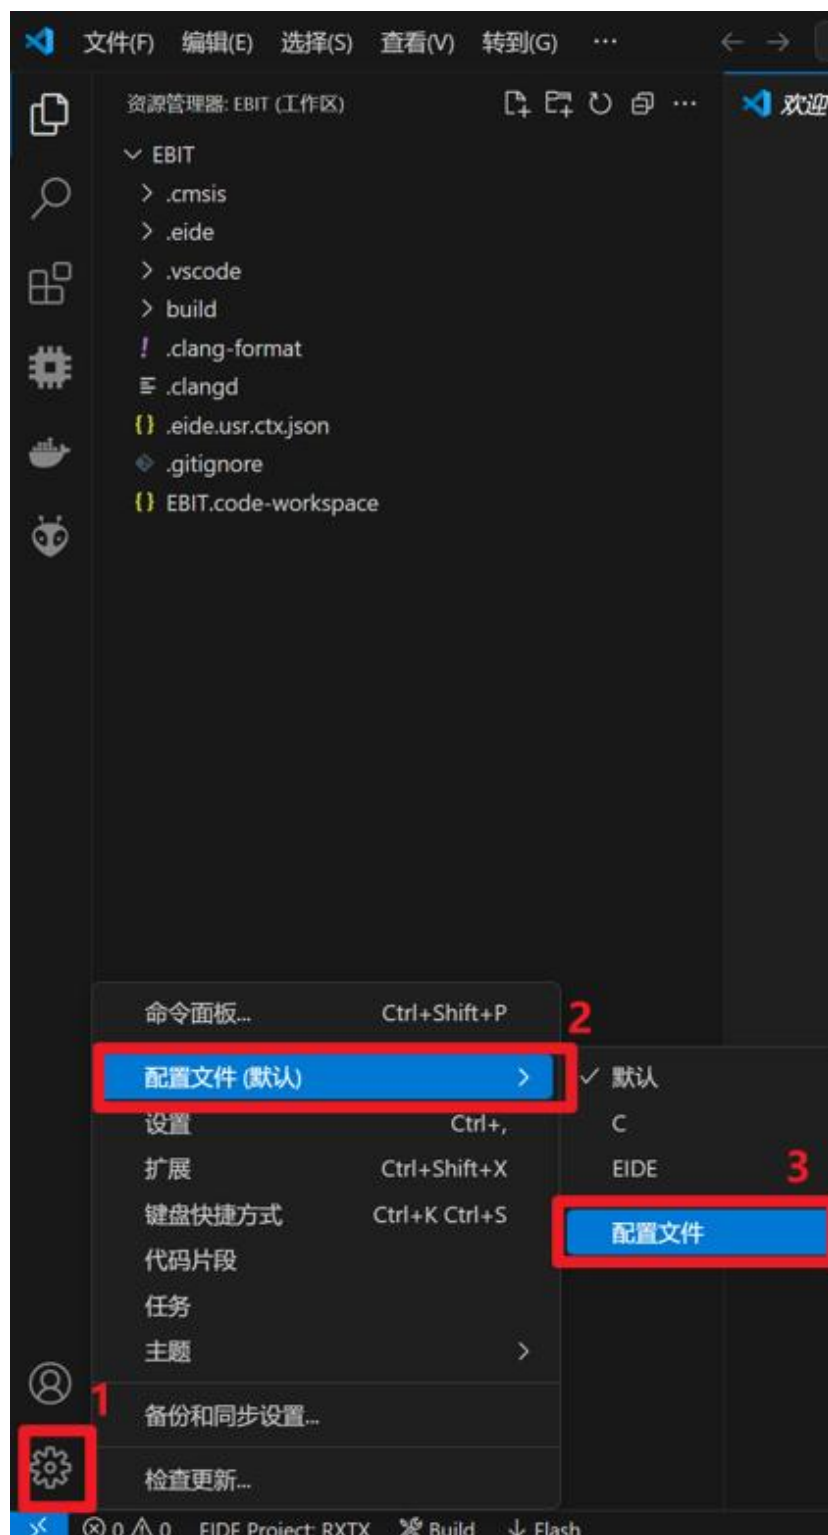 文件(F) 编辑(E) 选择(S) 查看(V) 转到(G) ···
资源管理器: EBIT (工作区)
欢迎
EBIT
.cmsis
.eide
.vscode
build
.clang-format
.clangd
.eide.usr.ctx.json
.gitignore
EBIT.code-workspace
命令面板... Ctrl+Shift+P
2
配置文件 (默认)
默认
设置 Ctrl+,
C
扩展 Ctrl+Shift+X
EIDE
3
键盘快捷方式 Ctrl+K Ctrl+S
配置文件
代码片段
任务
主题
1
备份和同步设置...
检查更新...
0 0 EIDE Project: RXTX Build Flash